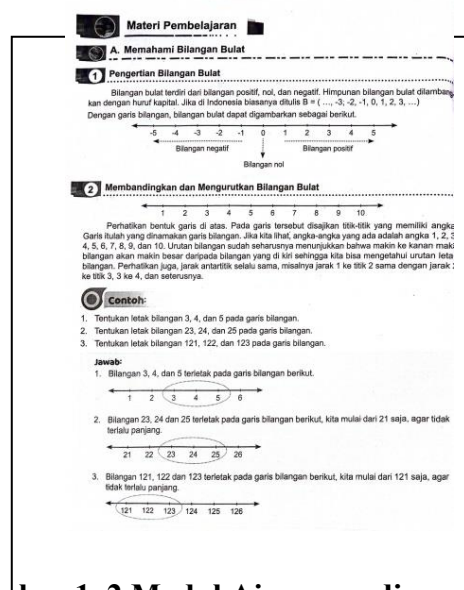 Materi Pembelajaran
A. Memahami Bilangan Bulat
1 Pengertian Bilangan Bulat
Bilangan bulat terdiri dari bilangan positif, nol, dan negatif. Himpunan bilangan bulat dilambang
kan dengan huruf kapital. Jika di Indonesia biasanya ditulis B = ( ..., -3, -2, -1, 0, 1, 2, 3, ...)
Dengan garis bilangan, bilangan bulat dapat digambarkan sebagai berikut.
-5 -4 -3 -2 -1 0 1 2 3 4 5
Bilangan negatif Bilangan positif
Bilangan nol
2 Membandingkan dan Mengurutkan Bilangan Bulat
1 2 3 4 5 6 7 8 9 10
Perhatikan bentuk garis di atas. Pada garis tersebut disajikan titik-titik yang memiliki angka
Garis itulah yang dinamakan garis bilangan. Jika kita lihat, angka-angka yang ada adalah angka 1, 2, 3
4, 5, 6, 7, 8, 9, dan 10. Urutan bilangan sudah seharusnya menunjukkan bahwa makin ke kanan mak
bilangan akan makin besar daripada bilangan yang di kiri sehingga kita bisa mengetahui urutan leta
bilangan. Perhatikan juga, jarak antartitik selalu sama, misalnya jarak 1 ke titik 2 sama dengan jarak
ke titik 3, 3 ke 4, dan seterusnya.
Contoh:
1. Tentukan letak bilangan 3, 4, dan 5 pada garis bilangan.
2. Tentukan letak bilangan 23, 24, dan 25 pada garis bilangan.
3. Tentukan letak bilangan 121, 122, dan 123 pada garis bilangan.
Jawab:
1. Bilangan 3, 4, dan 5 terletak pada garis bilangan berikut.
1 2 3 4 5 6
2. Bilangan 23, 24 dan 25 terletak pada garis bilangan berikut, kita mulai dari 21 saja, agar tidak
terlalu panjang.
21 22 23 24 25 26
3. Bilangan 121, 122 dan 123 terletak pada garis bilangan berikut, kita mulai dari 121 saja, agar
tidak terlalu panjang.
121 122 123 124 125 126